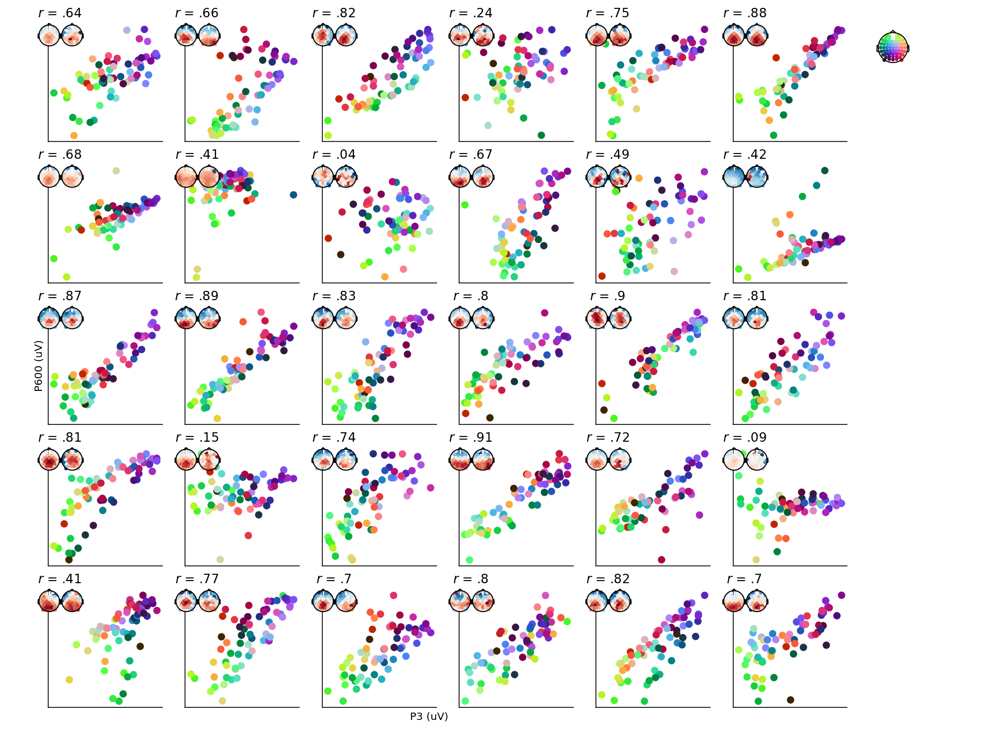 r = .64 r = .66 r = .82 r = .24 r = .75 r = .88
r = .68 r = .41 r = .04 r = .67 r = .49 r = .42
r = .87 r = .89 r = .83 r = .8 r = .9 r = .81
P600 (uV)
r = .81 r = .15 r = .74 r = .91 r = .72 r = .09
r = .41 r = .77 r = .7 r = .8 r = .82 r = .7
P3 (uV)